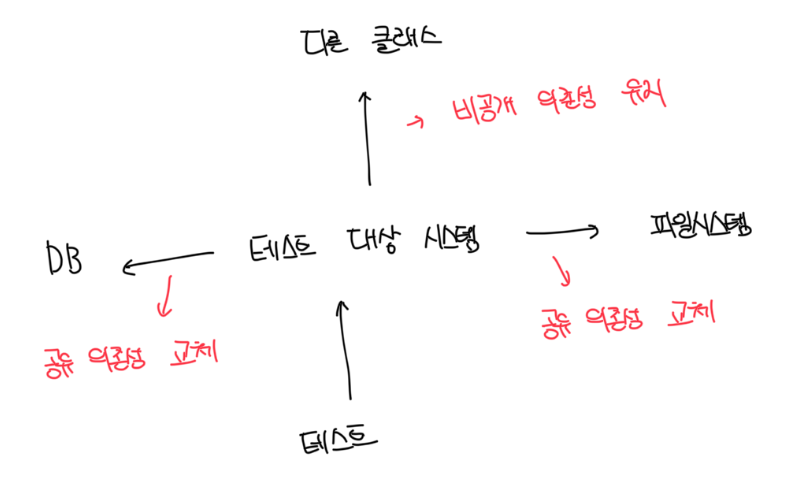 다른 클래스
→ 비공개 의존성 유지
DB
테스트 대상 시스템
파일시스템
공유 의존성 교체
공유 의존성 교체
테스트